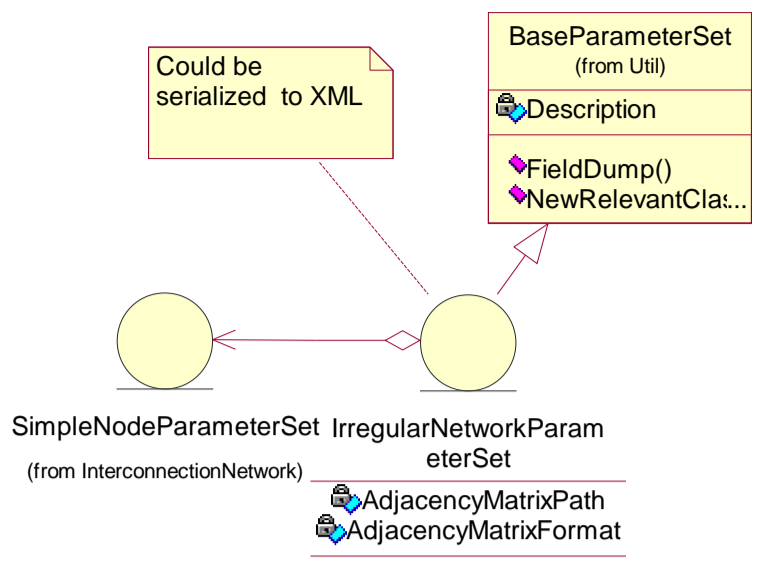 Could be
serialized to XML
BaseParameterSet
(from Util)
Description
FieldDump()
NewRelevantClas...
SimpleNodeParameterSet
(from InterconnectionNetwork)
IrregularNetworkParam
eterSet
AdjacencyMatrixPath
AdjacencyMatrixFormat